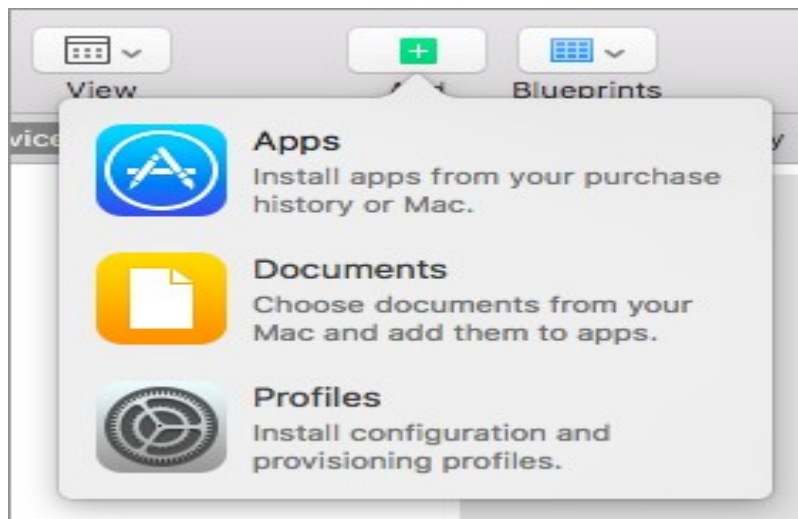 View
Blueprints
vice
y
Apps
Install apps from your purchase
history or Mac.
Documents
Choose documents from your
Mac and add them to apps.
Profiles
Install configuration and
provisioning profiles.